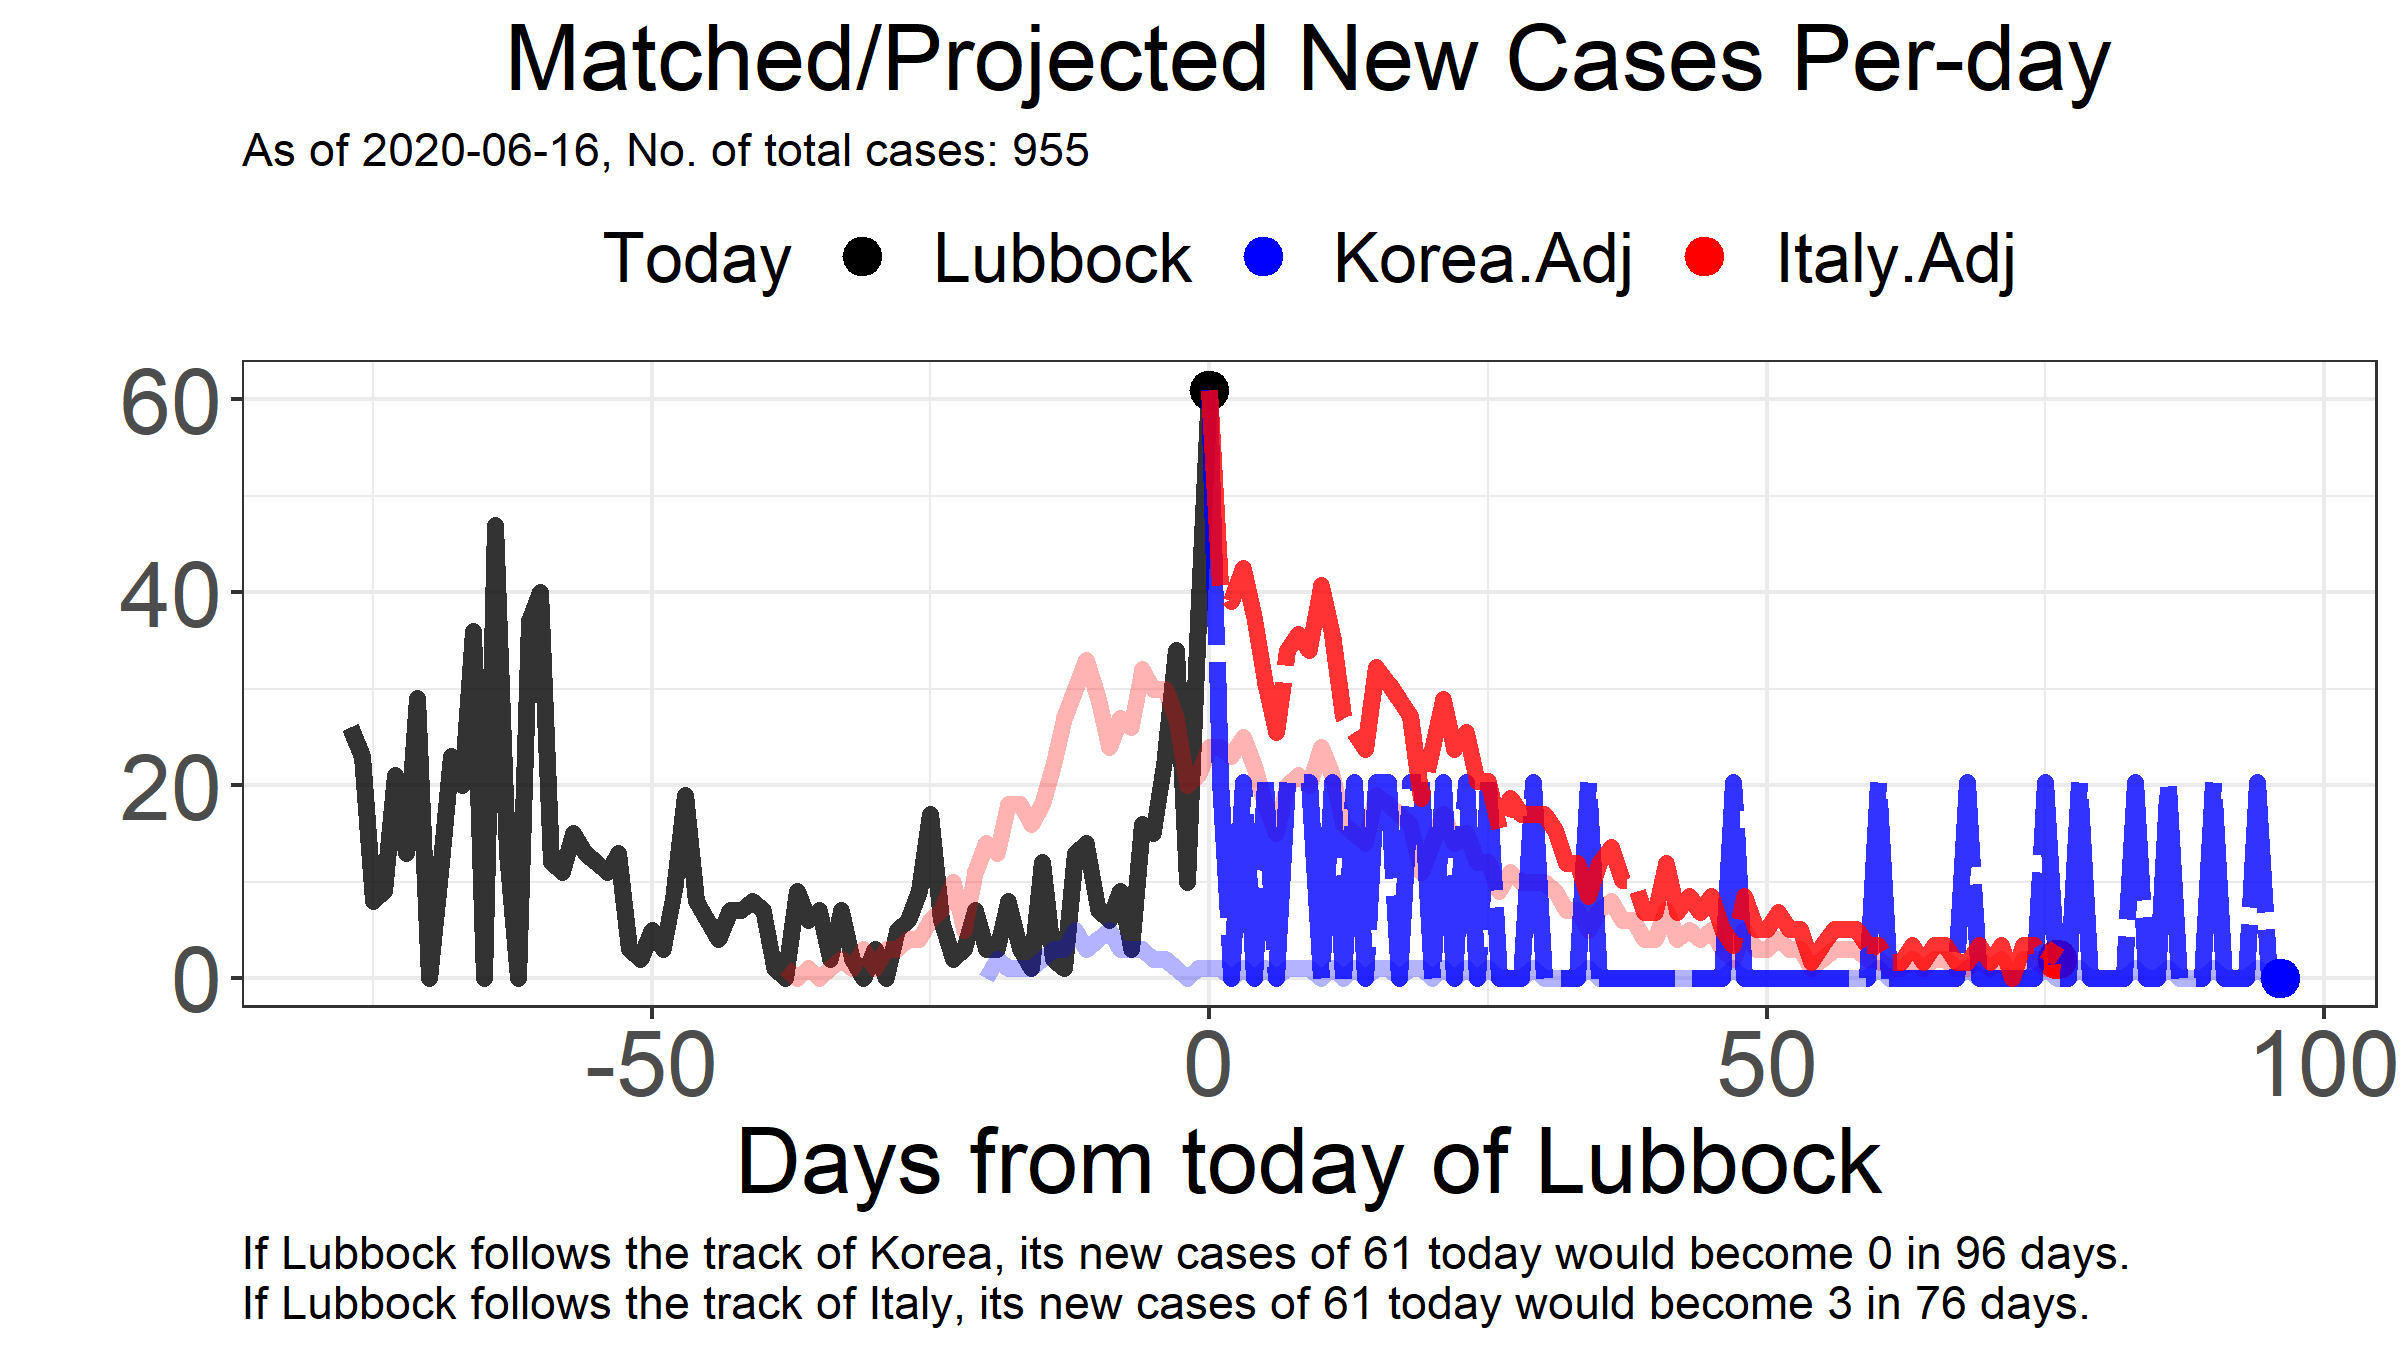 Matched/Projected New Cases Per-day
As of 2020-06-16, No. of total cases: 955
Today Lubbock Korea.Adj Italy.Adj
60
40
20
0
-50 0 50 100
Days from today of Lubbock
If Lubbock follows the track of Korea, its new cases of 61 today would become 0 in 96 days.
If Lubbock follows the track of Italy, its new cases of 61 today would become 3 in 76 days.